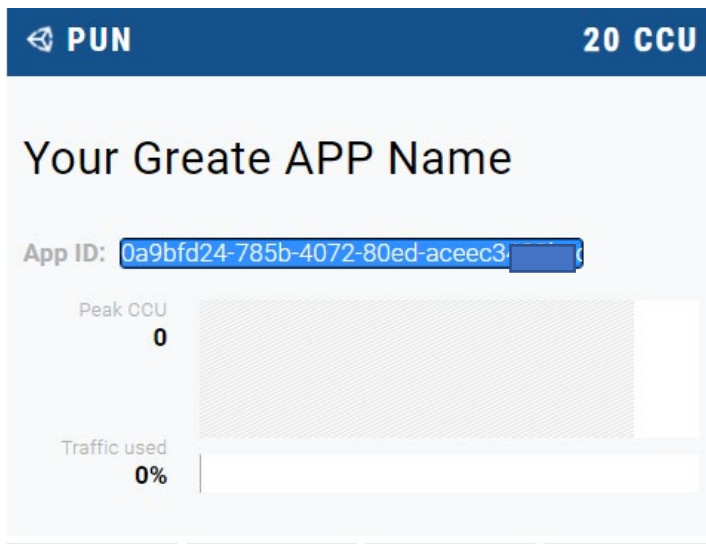 PUN
20 CCU
Your Greate APP Name
App ID: 0a9bfd24-785b-4072-80ed-aceec34
Peak CCU
0
Traffic used
0%